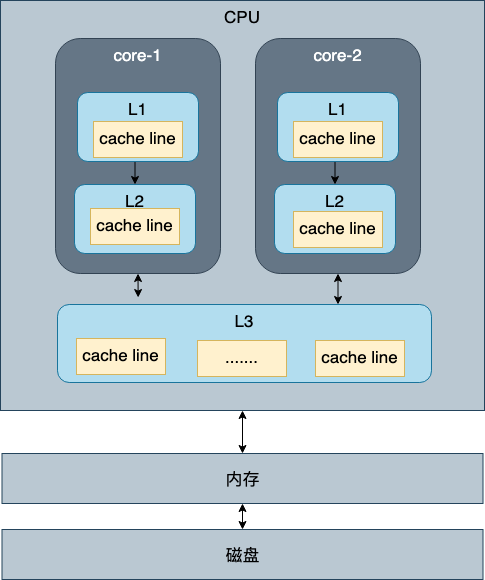 CPU
core-1
core-2
L1
cache line
L1
cache line
L2
cache line
L2
cache line
L3
cache line
.......
cache line
内存
磁盘